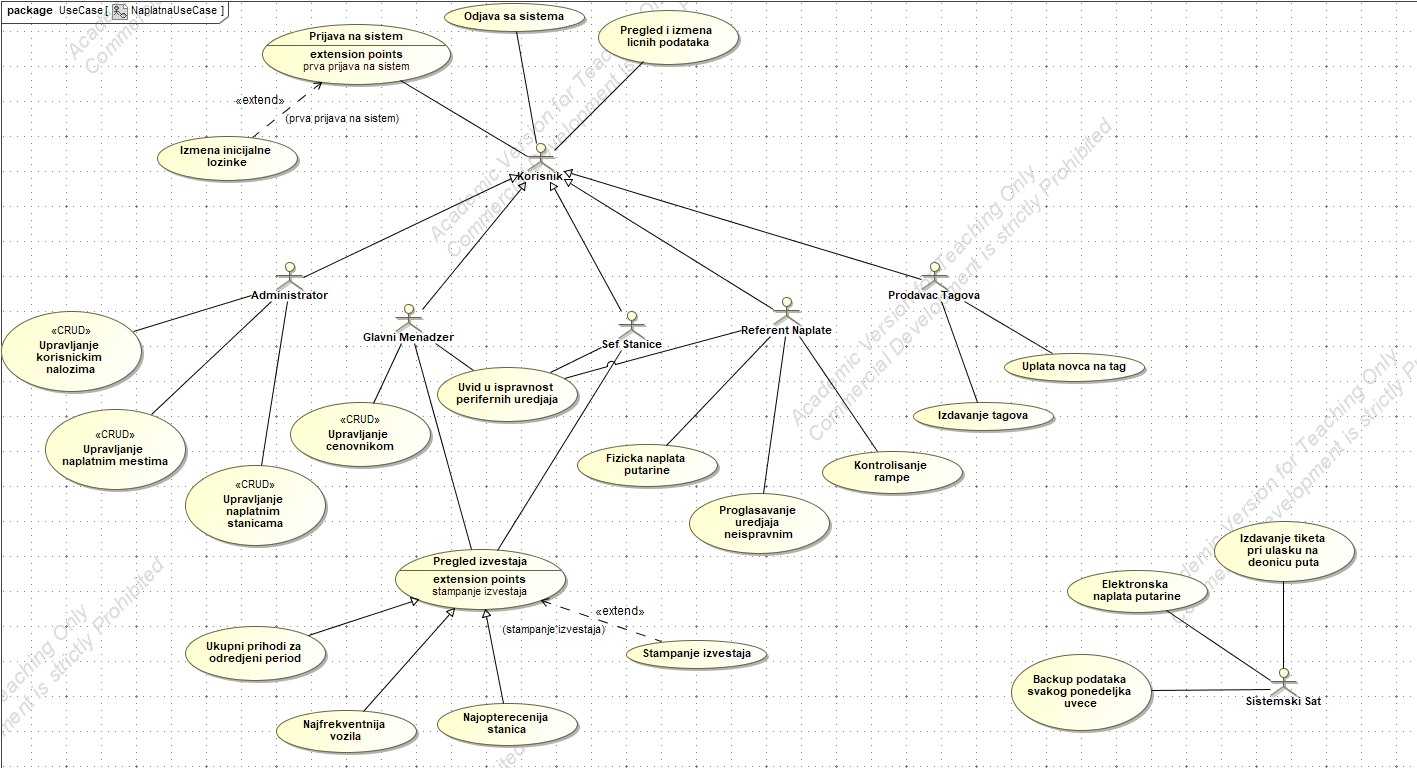 package UseCase [ NaplatnaUseCase ]
Odjava sa sistema
Prijava na sistem
extension points
prva prijava na sistem
Pregled i izmena
licnih podataka
«extend»
(prva prijava na sistem)
Izmena inicijalne
lozinke
Korisnik
Administrator
Glavni Menadzer
Sef Stanice
Referent Naplate
Prodavac Tagova
«CRUD»
Upravljanje
korisnickim
nalozima
«CRUD»
Upravljanje
naplatnim mestima
«CRUD»
Upravljanje
naplatnim
stanicama
«CRUD»
Upravljanje
cenovnikom
Uvid u ispravnost
perifernih uredjaja
Fizicka naplata
putarine
Proglasavanje
uredjaja
neispravnim
Kontrolisanje
rampe
Izdavanje tagova
Uplata novca na tag
Pregled izvestaja
extension points
stampanje izvestaja
«extend»
(stampanje izvestaja)
Stampanje izvestaja
Ukupni prihodi za
odredjeni period
Najfrekventnija
vozila
Najopterecenija
stanica
Izdavanje tiketa
pri ulasku na
deonicu puta
Elektronska
naplata putarine
Backup podataka
svakog ponedeljka
uvece
Sistemski Sat
Academic Version for Teaching Only
Commercial Development is strictly Prohibited